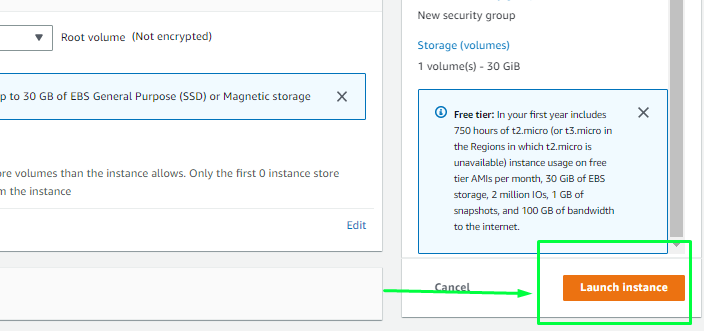 Root volume (Not encrypted)
p to 30 GB of EBS General Purpose (SSD) or Magnetic storage
re volumes than the instance allows. Only the first 0 instance store
m the instance
Edit
New security group
Storage (volumes)
1 volume(s) - 30 GiB
Free tier: In your first year includes
750 hours of t2.micro (or t3.micro in
the Regions in which t2.micro is
unavailable) instance usage on free
tier AMIs per month, 30 GiB of EBS
storage, 2 million IOs, 1 GB of
snapshots, and 100 GB of bandwidth
to the internet.
Cancel
Launch instance